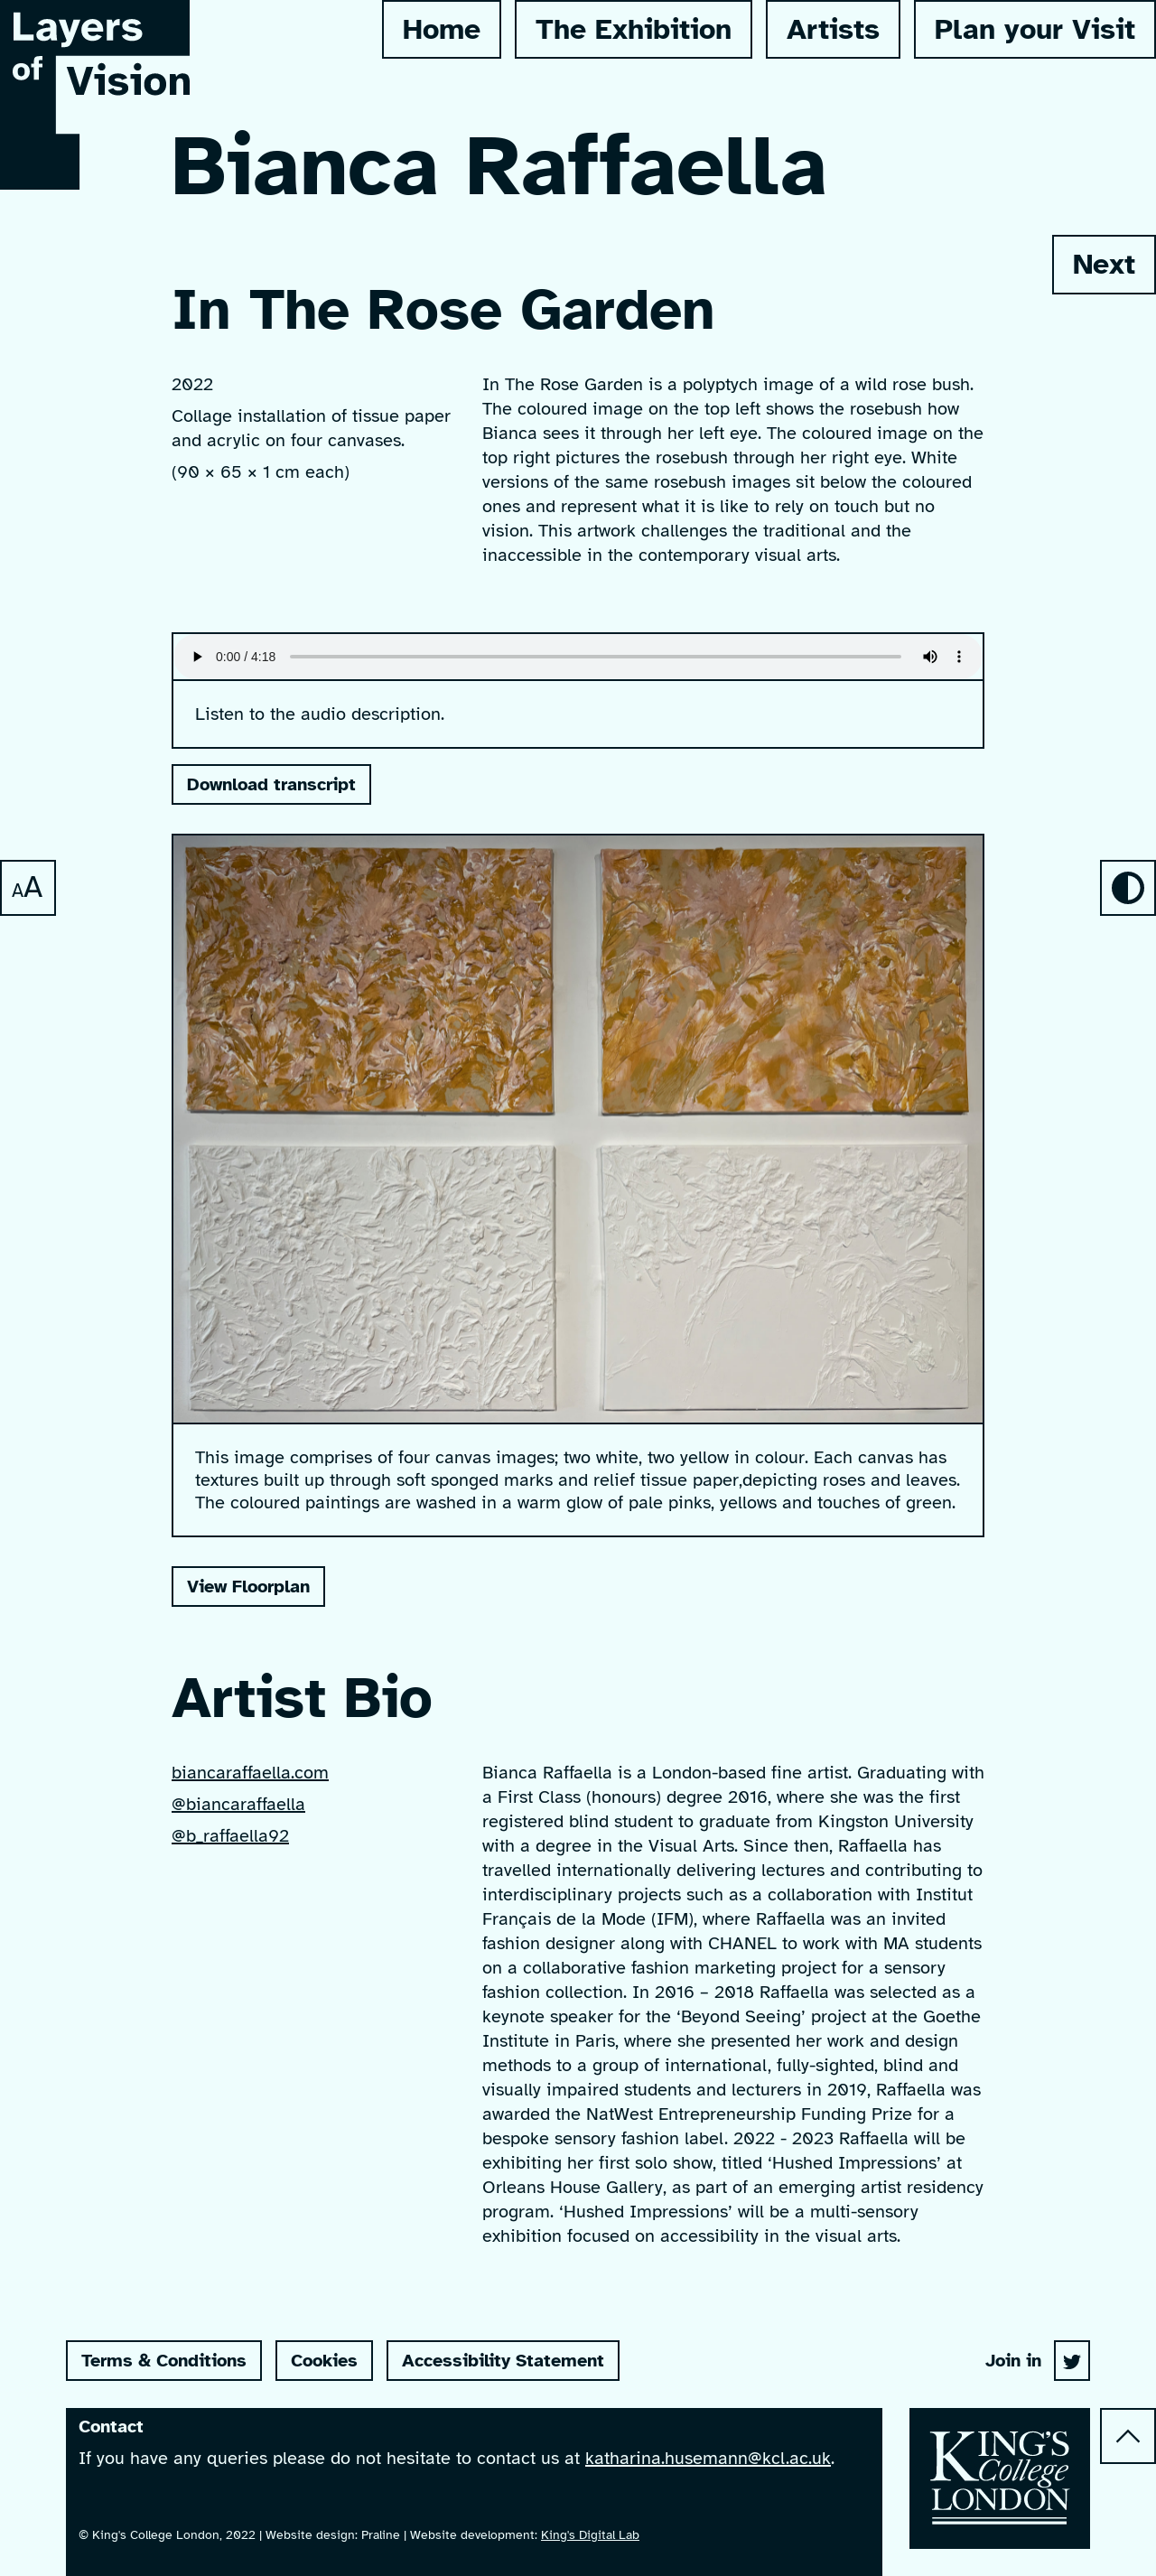 Layers
of
Vision
Home
The Exhibition
Artists
Plan your Visit
Bianca Raffaella
Next
In The Rose Garden
2022
Collage installation of tissue paper
and acrylic on four canvases.
(90 × 65 × 1 cm each)
In The Rose Garden is a polyptych image of a wild rose bush.
The coloured image on the top left shows the rosebush how
Bianca sees it through her left eye. The coloured image on the
top right pictures the rosebush through her right eye. White
versions of the same rosebush images sit below the coloured
ones and represent what it is like to rely on touch but no
vision. This artwork challenges the traditional and the
inaccessible in the contemporary visual arts.
0:00 / 4:18
Listen to the audio description.
Download transcript
AA
This image comprises of four canvas images; two white, two yellow in colour. Each canvas has
textures built up through soft sponged marks and relief tissue paper,depicting roses and leaves.
The coloured paintings are washed in a warm glow of pale pinks, yellows and touches of green.
View Floorplan
Artist Bio
biancaraffaella.com
@biancaraffaella
@b_raffaella92
Bianca Raffaella is a London-based fine artist. Graduating with
a First Class (honours) degree 2016, where she was the first
registered blind student to graduate from Kingston University
with a degree in the Visual Arts. Since then, Raffaella has
travelled internationally delivering lectures and contributing to
interdisciplinary projects such as a collaboration with Institut
Français de la Mode (IFM), where Raffaella was an invited
fashion designer along with CHANEL to work with MA students
on a collaborative fashion marketing project for a sensory
fashion collection. In 2016 – 2018 Raffaella was selected as a
keynote speaker for the ‘Beyond Seeing’ project at the Goethe
Institute in Paris, where she presented her work and design
methods to a group of international, fully-sighted, blind and
visually impaired students and lecturers in 2019, Raffaella was
awarded the NatWest Entrepreneurship Funding Prize for a
bespoke sensory fashion label. 2022 - 2023 Raffaella will be
exhibiting her first solo show, titled ‘Hushed Impressions’ at
Orleans House Gallery, as part of an emerging artist residency
program. ‘Hushed Impressions’ will be a multi-sensory
exhibition focused on accessibility in the visual arts.
Terms & Conditions
Cookies
Accessibility Statement
Join in
Contact
If you have any queries please do not hesitate to contact us at katharina.husemann@kcl.ac.uk.
© King's College London, 2022 | Website design: Praline | Website development: King's Digital Lab
KING'S
College
LONDON